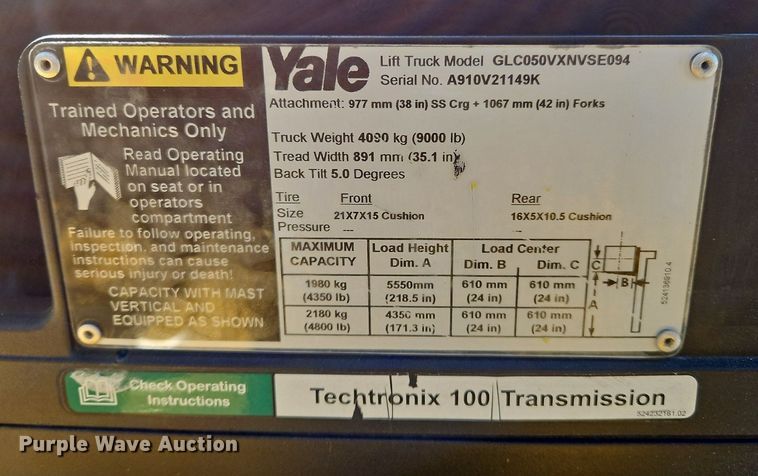 WARNING
Trained Operators and
Mechanics Only
Read Operating
Manual located
on seat or in
operators
compartment
Failure to follow operating,
inspection, and maintenance
instructions can cause
serious injury or death!
CAPACITY WITH MAST
VERTICAL AND
EQUIPPED AS SHOWN
Yale
Lift Truck Model GLC050VXNVSE094
Serial No. A910V21149K
Attachment: 977 mm (38 in) SS Crg + 1067 mm (42 in) Forks
Truck Weight 4090 kg (9000 lb)
Tread Width 891 mm (35.1 in)
Back Tilt 5.0 Degrees
Tire Front Rear
Size 21X7X15 Cushion 16X5X10.5 Cushion
Pressure --- ---
MAXIMUM Load Height Load Center
CAPACITY Dim. A Dim. B Dim. C
1980 kg 5550mm 610 mm 610 mm
(4350 lb) (218.5 in) (24 in) (24 in)
2180 kg 4350 mm 610 mm 610 mm
(4800 lb) (171.3 in) (24 in) (24 in)
C
B
A
524136910.4
Check Operating
Instructions
Techtronix 100 Transmission
524232161.02
Purple Wave Auction